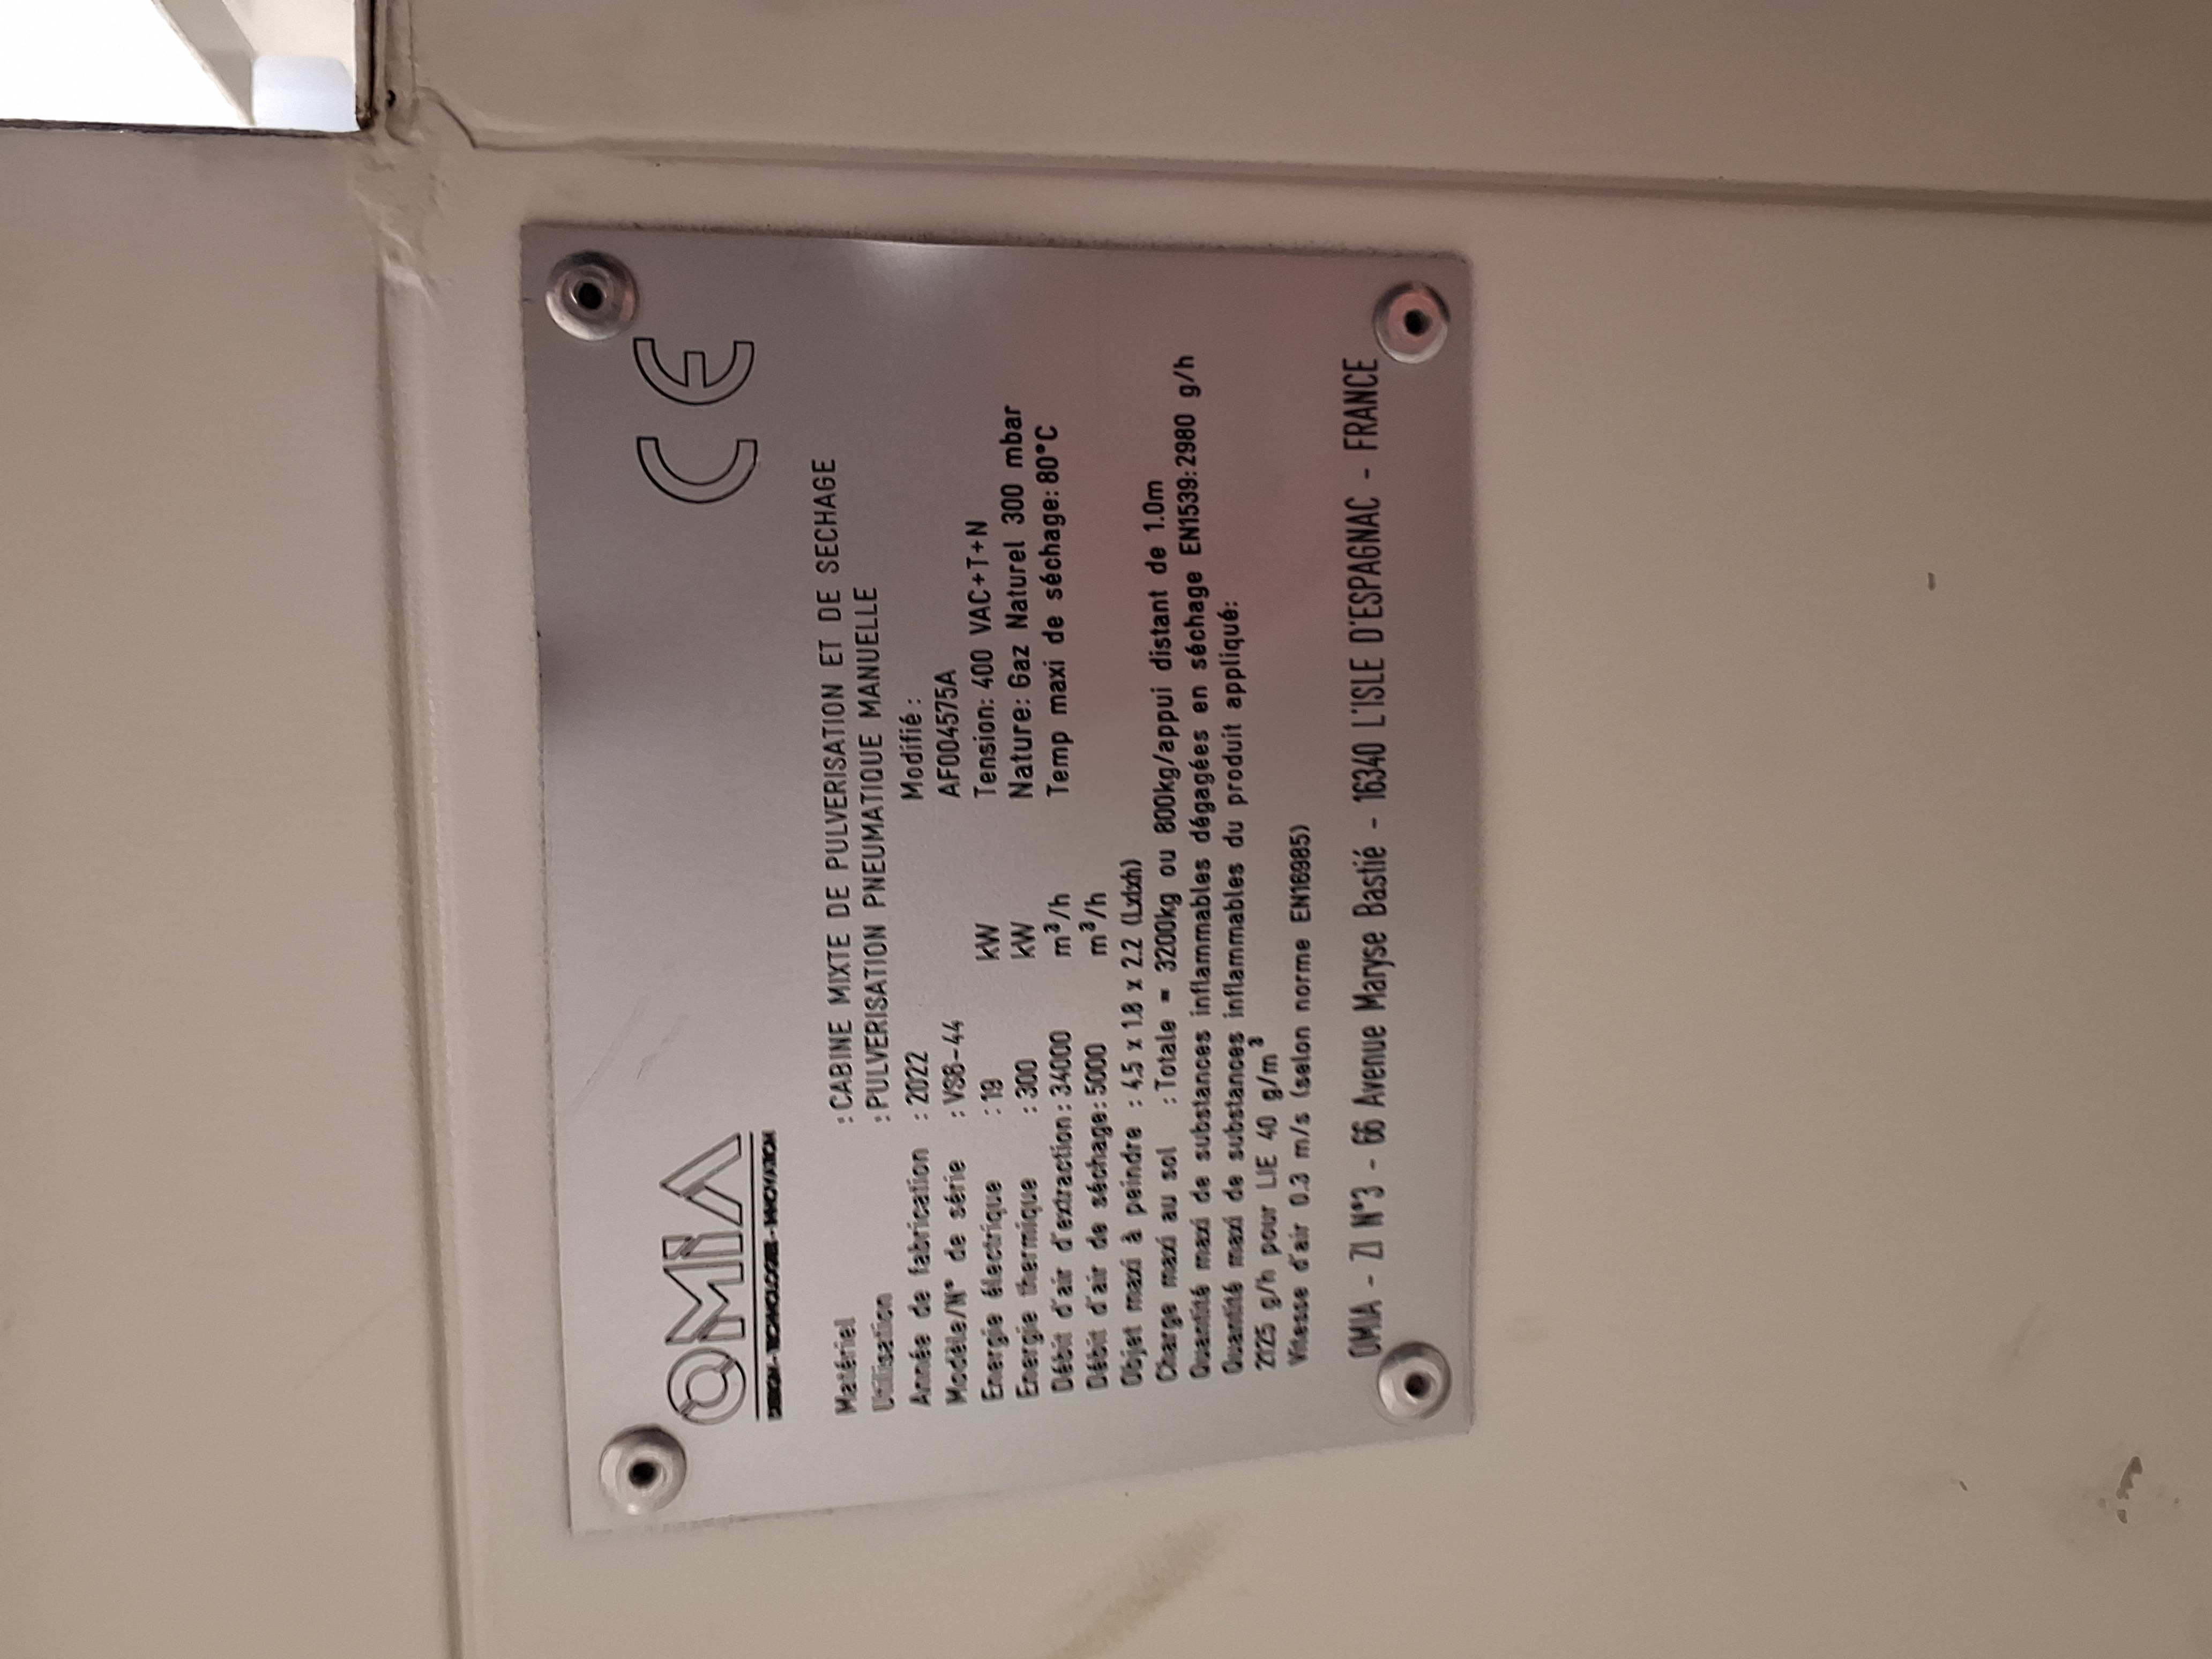 OMIA
DESIGN - TECHNOLOGIE - INNOVATION
CE
Matériel : CABINE MIXTE DE PULVERISATION ET DE SECHAGE
Utilisation : PULVERISATION PNEUMATIQUE MANUELLE
Année de fabrication : 2022 Modifié :
Modèle/N° de série : VS8-44 AF004575A
Energie électrique : 19 kW Tension: 400 VAC+T+N
Energie thermique : 300 kW Nature: Gaz Naturel 300 mbar
Débit d'air d'extraction : 34000 m³/h Temp maxi de séchage: 80°C
Débit d'air de séchage: 5000 m³/h
Objet maxi à peindre : 4.5 x 1.8 x 2.2 (Lxlxh)
Charge maxi au sol : Totale = 3200kg ou 800kg/appui distant de 1.0m
Quantité maxi de substances inflammables dégagées en séchage EN1539: 2980 g/h
Quantité maxi de substances inflammables du produit appliqué:
2125 g/h pour LIE 40 g/m³
Vitesse d'air 0.3 m/s (selon norme EN16985)
OMIA - ZI N°3 - 66 Avenue Maryse Bastié - 16340 L'ISLE D'ESPAGNAC - FRANCE